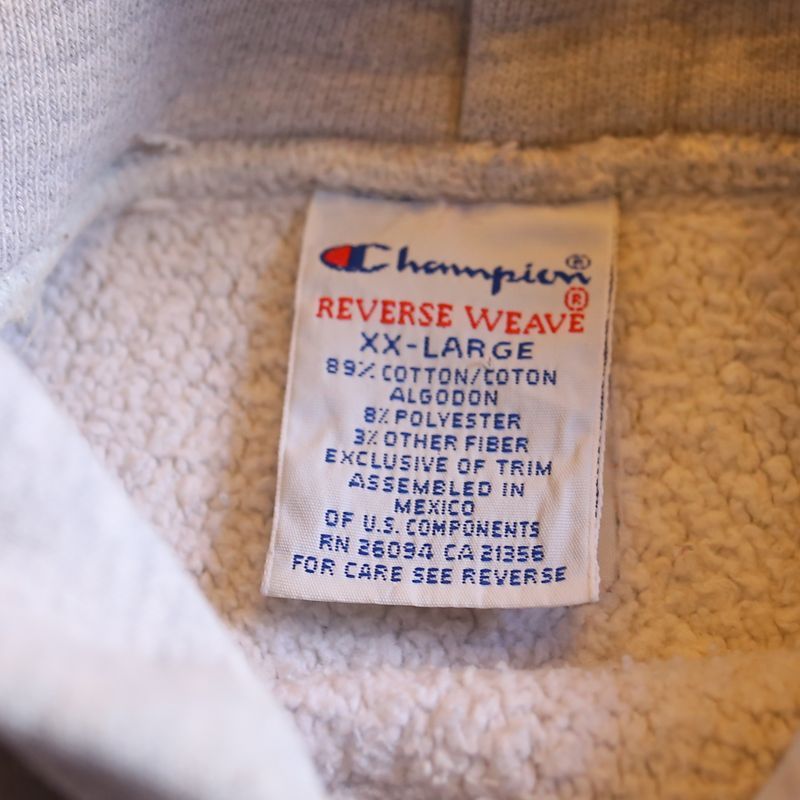 Champion®
REVERSE WEAVE®
XX-LARGE
89% COTTON/COTON
ALGODON
8% POLYESTER
3% OTHER FIBER
EXCLUSIVE OF TRIM
ASSEMBLED IN
MEXICO
OF U.S. COMPONENTS
RN 26094 CA 21356
FOR CARE SEE REVERSE